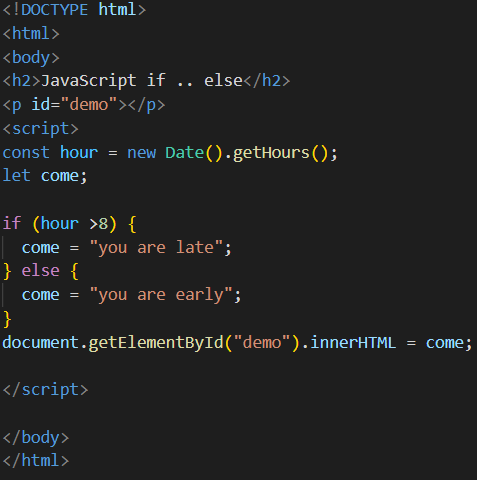 <!DOCTYPE html>
<html>
<body>
<h2>JavaScript if .. else</h2>
<p id="demo"></p>
<script>
const hour = new Date().getHours();
let come;
if (hour >8) {
  come = "you are late";
} else {
  come = "you are early";
}
document.getElementById("demo").innerHTML = come;
</script>
</body>
</html>